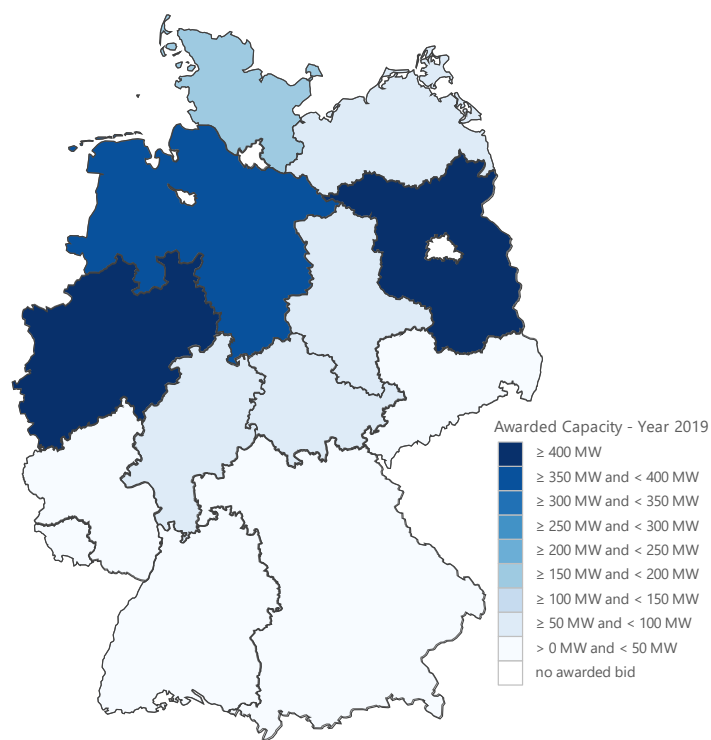 Awarded Capacity - Year 2019
≥ 400 MW
≥ 350 MW and < 400 MW
≥ 300 MW and < 350 MW
≥ 250 MW and < 300 MW
≥ 200 MW and < 250 MW
≥ 150 MW and < 200 MW
≥ 100 MW and < 150 MW
≥ 50 MW and < 100 MW
> 0 MW and < 50 MW
no awarded bid